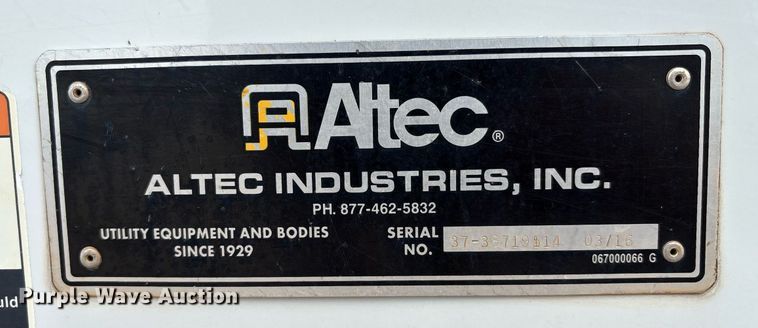 Altec®
ALTEC INDUSTRIES, INC.
PH. 877-462-5832
UTILITY EQUIPMENT AND BODIES
SINCE 1929
SERIAL
NO.
03/16
067000066 G
uld
Purple Wave Auction